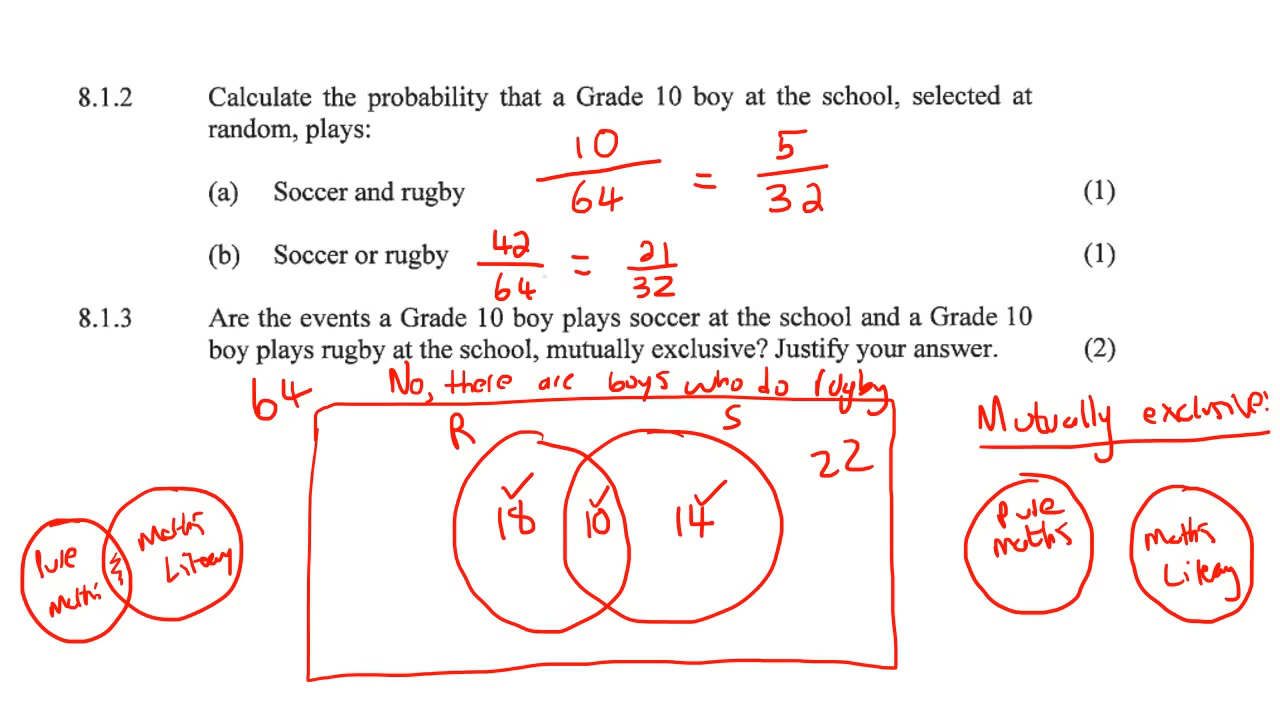 8.1.2 Calculate the probability that a Grade 10 boy at the school, selected at
random, plays:
(a) Soccer and rugby 10/64 = 5/32 (1)
(b) Soccer or rugby 42/64 = 21/32 (1)
8.1.3 Are the events a Grade 10 boy plays soccer at the school and a Grade 10
boy plays rugby at the school, mutually exclusive? Justify your answer. (2)
64 No, there are boys who do rugby
R S
22
18 10 14
Pure
maths
Maths
Literacy
Mutually exclusive:
Pure
maths
Maths
Literacy